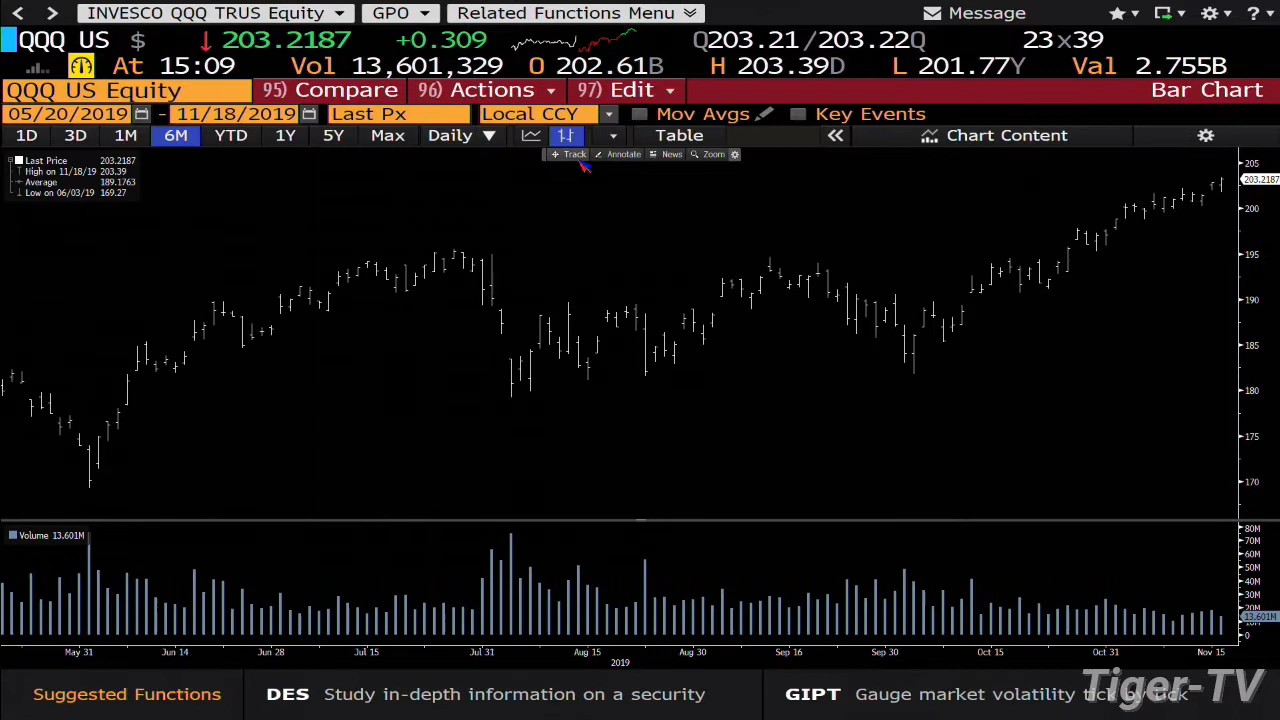 INVESCO QQQ TRUS Equity GPO Related Functions Menu Message
QQQ US $ 203.2187 +0.309 Q203.21/203.22Q 23x39
At 15:09 Vol 13,601,329 O 202.61B H 203.39D L 201.77Y Val 2.755B
QQQ US Equity 95) Compare 96) Actions 97) Edit Bar Chart
05/20/2019 - 11/18/2019 Last Px Local CCY Mov Avgs Key Events
1D 3D 1M 6M YTD 1Y 5Y Max Daily Table Chart Content
Track Annotate News Zoom
Last Price 203.2187
High on 11/18/19 203.39
Average 189.1763
Low on 06/03/19 169.27
205
203.2187
200
195
190
185
180
175
170
Volume 13.601M
80M
70M
60M
50M
40M
30M
20M
13.601M
0
May 31 Jun 14 Jun 28 Jul 15 Jul 31 Aug 15 Aug 30 Sep 16 Sep 30 Oct 15 Oct 31 Nov 15
2019
Suggested Functions DES Study in-depth information on a security GIPT Gauge market volatility tick by tick
Tiger-TV